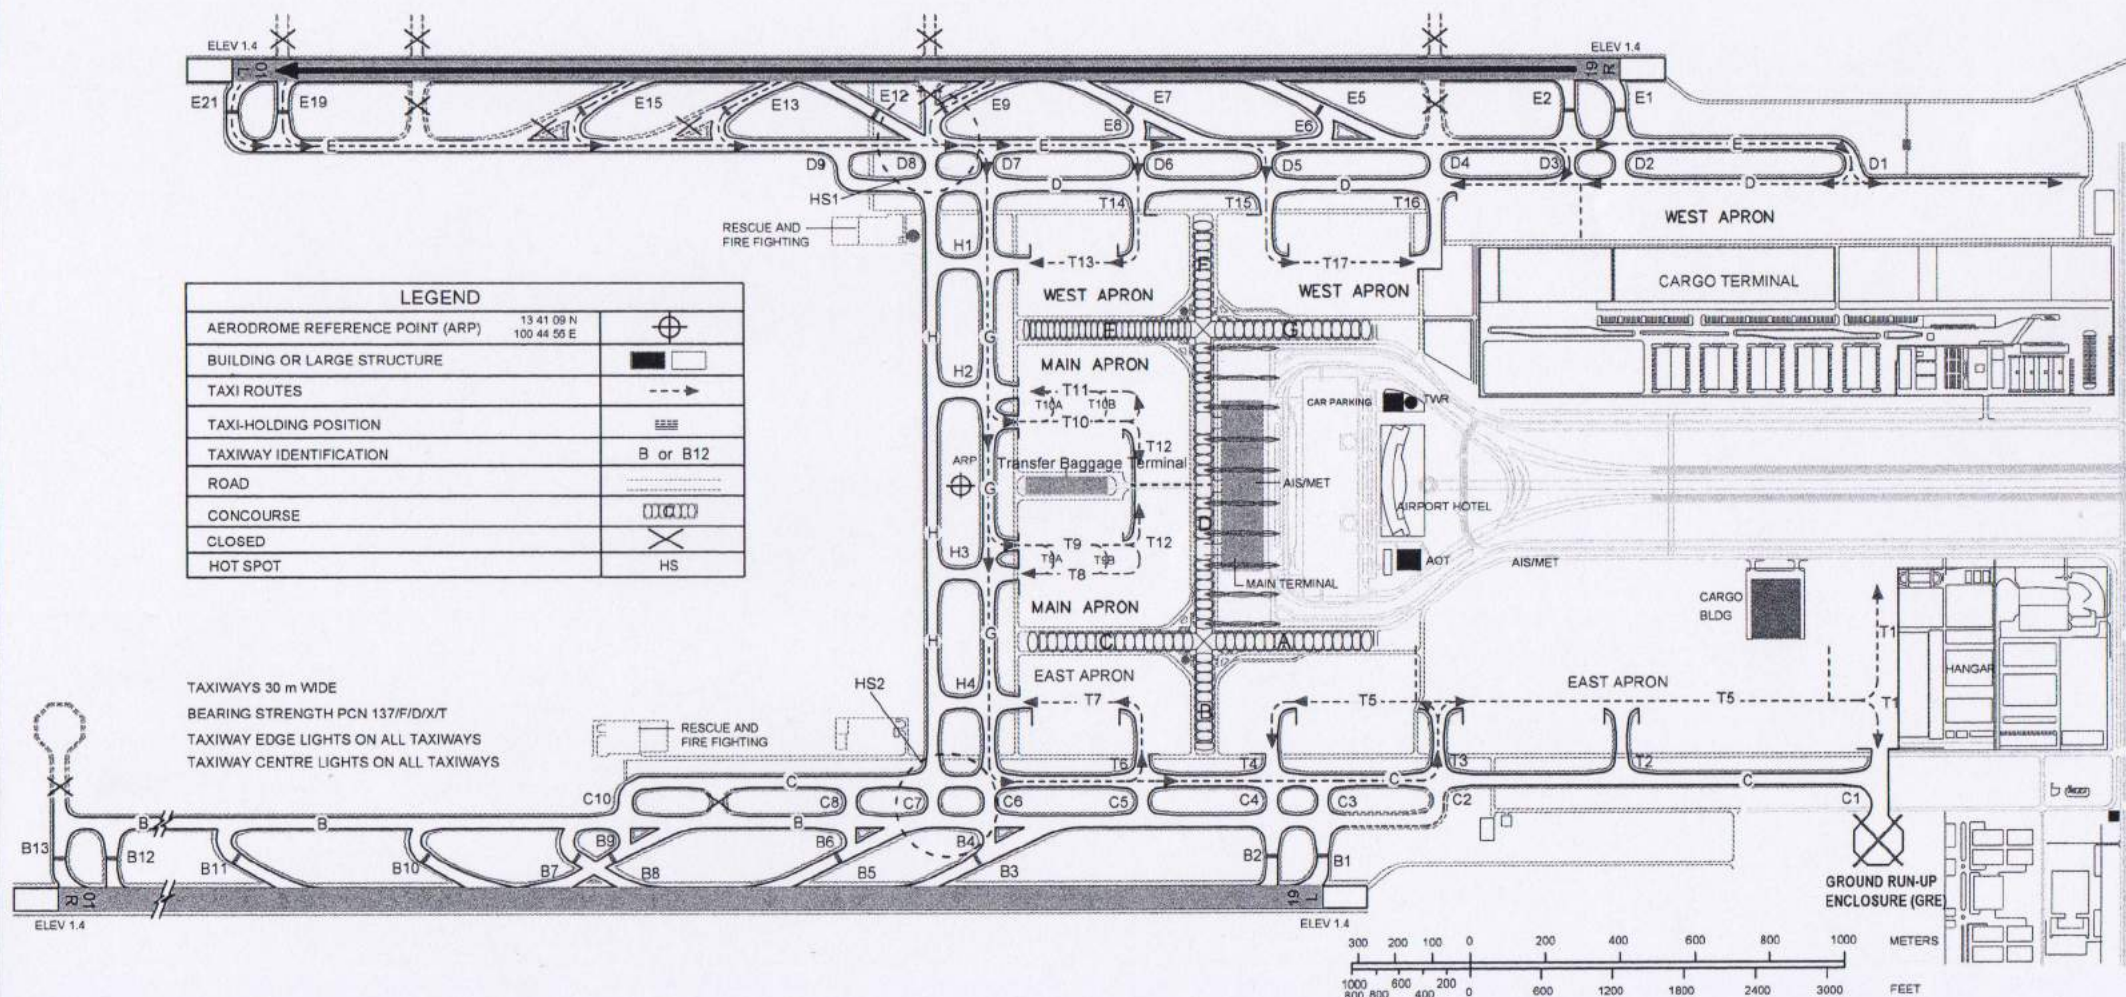 ELEV 1.4
ELEV 1.4
01 L
19 R
E21
E19
E15
E13
E12
E9
E7
E5
E2
E1
E8
E6
E
E
E
D9
D8
D7
D6
D5
D4
D3
D2
D1
D
D
D
HS1
T14
T15
T16
WEST APRON
RESCUE AND
FIRE FIGHTING
H1
T13
F
T17
WEST APRON
WEST APRON
CARGO TERMINAL
LEGEND
AERODROME REFERENCE POINT (ARP)
13 41 09 N
100 44 56 E
BUILDING OR LARGE STRUCTURE
TAXI ROUTES
TAXI-HOLDING POSITION
TAXIWAY IDENTIFICATION
B or B12
ROAD
CONCOURSE
C
CLOSED
HOT SPOT
HS
H
G
E
G
MAIN APRON
H2
T11
T10A
T10B
T10
T12
CAR PARKING
TWR
ARP
Transfer Baggage Terminal
G
AIS/MET
AIRPORT HOTEL
D
H
H3
T9
T12
T9A
T9B
T8
AOT
AIS/MET
MAIN TERMINAL
MAIN APRON
CARGO
BLDG
H
G
C
A
T1
HANGAR
EAST APRON
EAST APRON
H4
HS2
T7
B
T5
T5
T1
TAXIWAYS 30 m WIDE
BEARING STRENGTH PCN 137/F/D/X/T
TAXIWAY EDGE LIGHTS ON ALL TAXIWAYS
TAXIWAY CENTRE LIGHTS ON ALL TAXIWAYS
RESCUE AND
FIRE FIGHTING
T6
T4
T3
T2
C
C
C
C10
C8
C7
C6
C5
C4
C3
C2
C1
B
B
B
B13
B12
B11
B10
B7
B9
B8
B6
B5
B4
B3
B2
B1
01 R
19 L
ELEV 1.4
ELEV 1.4
GROUND RUN-UP
ENCLOSURE (GRE)
300 200 100 0 200 400 600 800 1000 METERS
1000 800 600 400 200 0 600 1200 1800 2400 3000 FEET